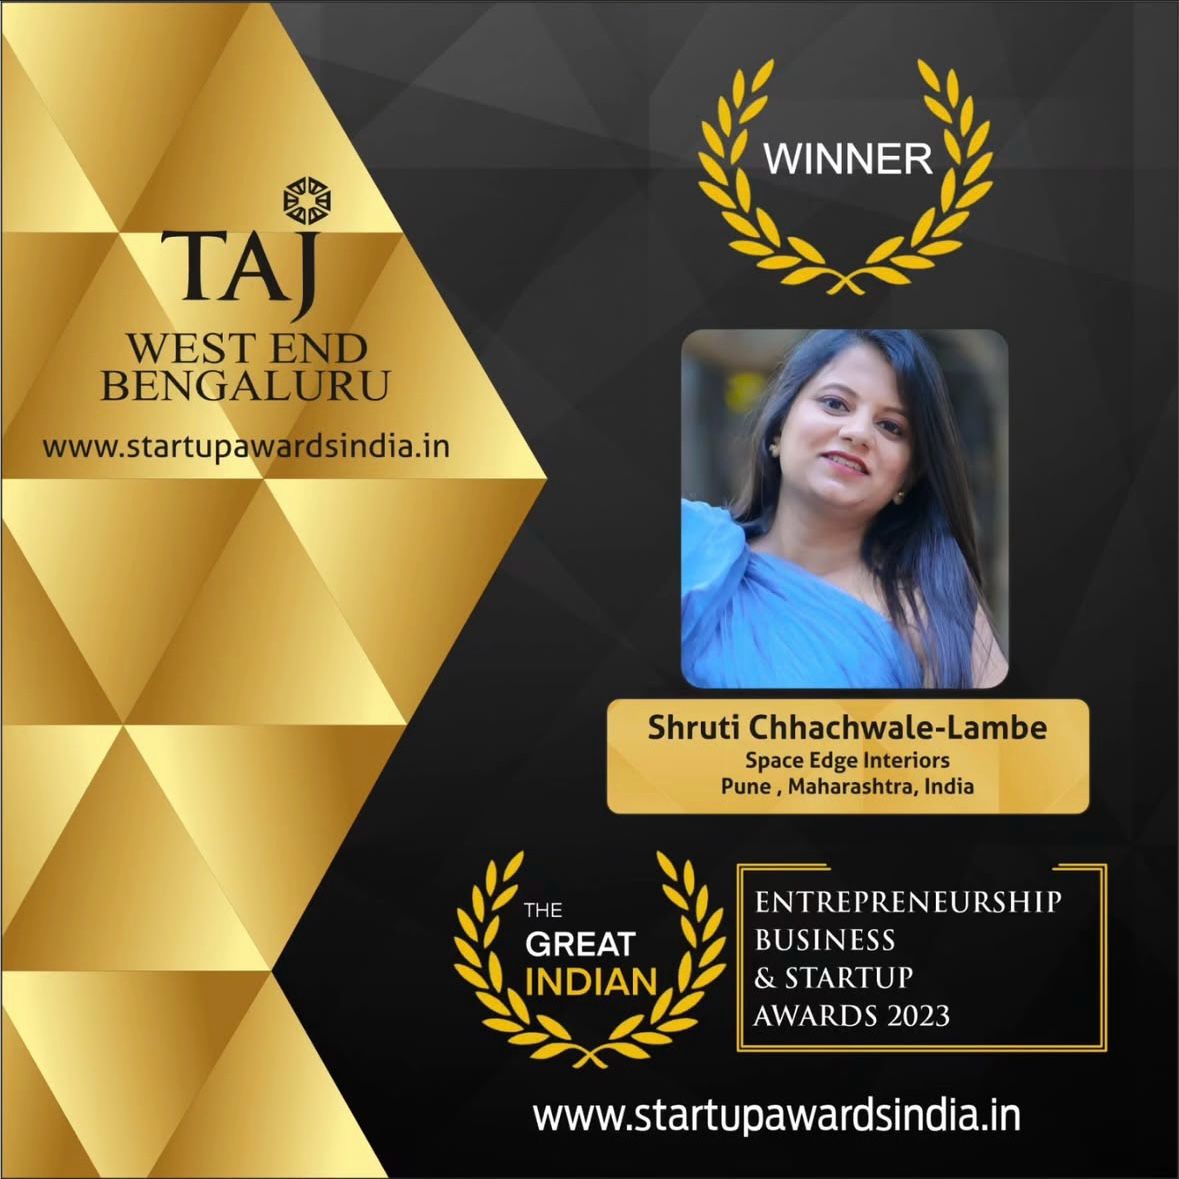 TAJ
WEST END
BENGALURU
www.startupawardsindia.in
WINNER
Shruti Chhachwale-Lambe
Space Edge Interiors
Pune , Maharashtra, India
THE
GREAT
INDIAN
ENTREPRENEURSHIP
BUSINESS
& STARTUP
AWARDS 2023
www.startupawardsindia.in